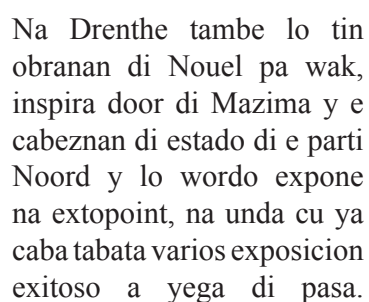 Na Drenthe tambe lo tin
obranan di Nouel pa wak,
inspira door di Mazima y e
cabeznan di estado di e parti
Noord y lo wordo expone
na extopoint, na unda cu ya
caba tabata varios exposicion
exitoso a yega di pasa.